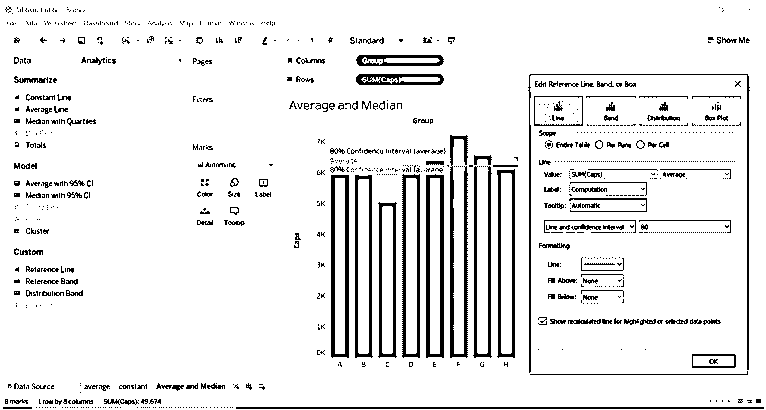 Standard
Show Me
Data
Analytics
Pages
Columns
Group
Rows
SUM(Caps)
Summarize
Constant Line
Average Line
Median with Quartiles
Totals
Model
Average with 95% CI
Median with 95% CI
Cluster
Custom
Reference Line
Reference Band
Distribution Band
Filters
Marks
Automatic
Color
Size
Label
Detail
Tooltip
Average and Median
Group
80% Confidence Interval (average)
Average
80% Confidence Interval (average)
Caps
7K
6K
5K
4K
3K
2K
1K
0K
A
B
C
D
E
F
G
H
Edit Reference Line, Band, or Box
Line
Band
Distribution
Box Plot
Scope
Entire Table
Per Pane
Per Cell
Line
Value:
SUM(Caps)
Average
Label:
Computation
Tooltip:
Automatic
Line and confidence interval
80
Formatting
Line:
Fill Above:
None
Fill Below:
None
Show recalculated line for highlighted or selected data points
OK
Data Source
average
constant
Average and Median
8 marks
1 row by 8 columns
SUM(Caps): 49,674